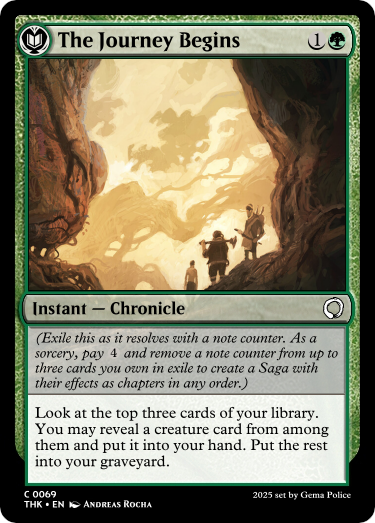 The Journey Begins 1
Instant — Chronicle
(Exile this as it resolves with a note counter. As a
sorcery, pay 4 and remove a note counter from up to
three cards you own in exile to create a Saga with
their effects as chapters in any order.)
Look at the top three cards of your library.
You may reveal a creature card from among
them and put it into your hand. Put the rest
into your graveyard.
C 0069
THK • EN Andreas Rocha
2025 set by Gema Police